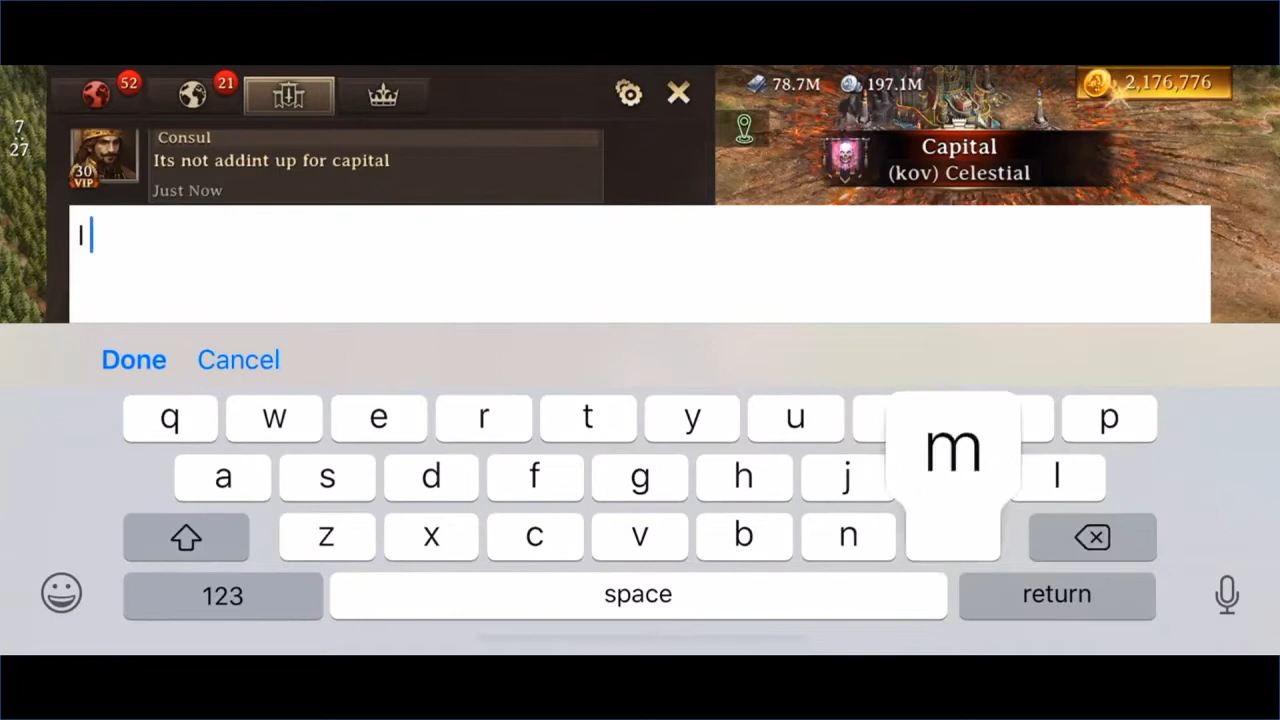 52
21
78.7M
197.1M
2,176,776
7
27
Consul
Its not addint up for capital
30
VIP
Just Now
Capital
(kov) Celestial
I
Done Cancel
q w e r t y u p
a s d f g h j l
m
z x c v b n
123 space return